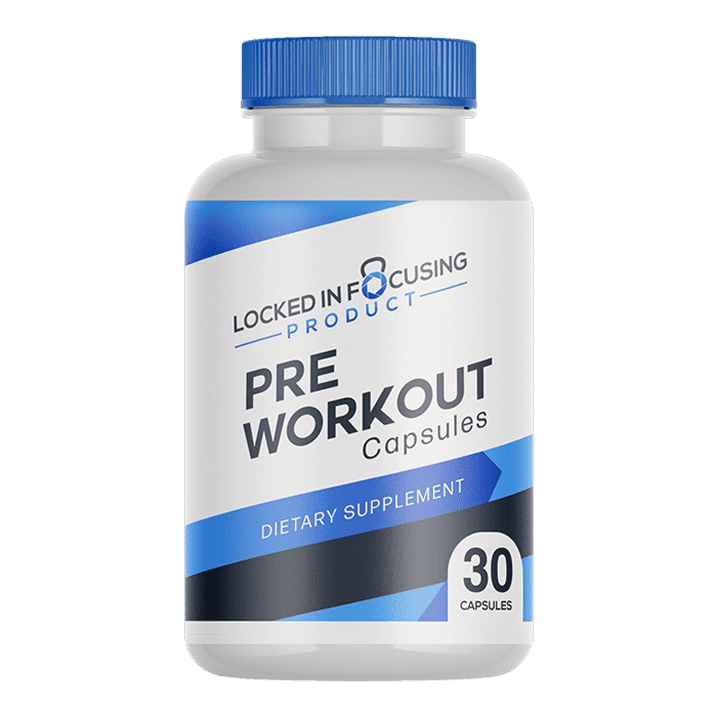 LOCKED IN FOCUSING
PRODUCT
PRE
WORKOUT
Capsules
DIETARY SUPPLEMENT
30
CAPSULES